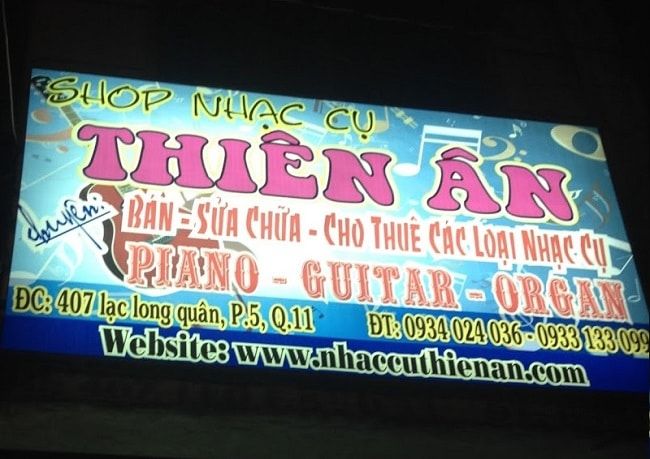 SHOP NHẠC CỤ
THIÊN ÂN
Chuyên:
BÁN - SỬA CHỮA - CHO THUÊ CÁC LOẠI NHẠC CỤ
PIANO - GUITAR - ORGAN
ĐC: 407 lạc long quân, P.5, Q.11 ĐT: 0934 024 036 - 0933 133 099
Website: www.nhaccuthienan.com